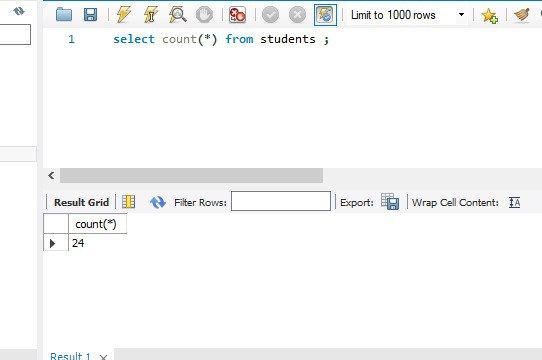 Limit to 1000 rows
1 select count(*) from students ;
Result Grid Filter Rows: Export: Wrap Cell Content: IA
count(*)
24
Result 1 ×